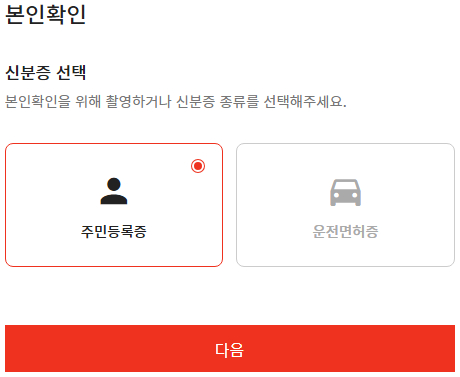 본인확인
신분증 선택
본인확인을 위해 촬영하거나 신분증 종류를 선택해주세요.
주민등록증
운전면허증
다음